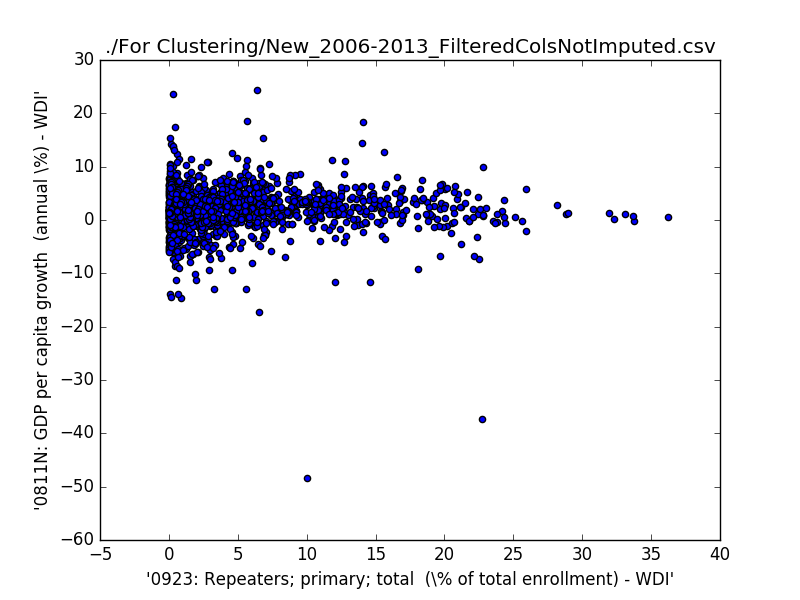 ./For Clustering/New_2006-2013_FilteredColsNotImputed.csv
30
20
10
0
−10
−20
−30
−40
−50
−60
'0811N: GDP per capita growth  (annual \%) - WDI'
−5 0 5 10 15 20 25 30 35 40
'0923: Repeaters; primary; total  (\% of total enrollment) - WDI'